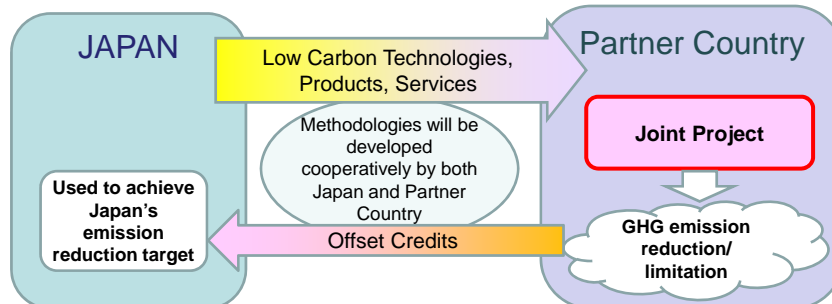 JAPAN
Low Carbon Technologies,
Products, Services
Partner Country
Methodologies will be
developed
cooperatively by both
Japan and Partner
Country
Joint Project
Used to achieve
Japan's
emission
reduction target
Offset Credits
GHG emission
reduction/
limitation